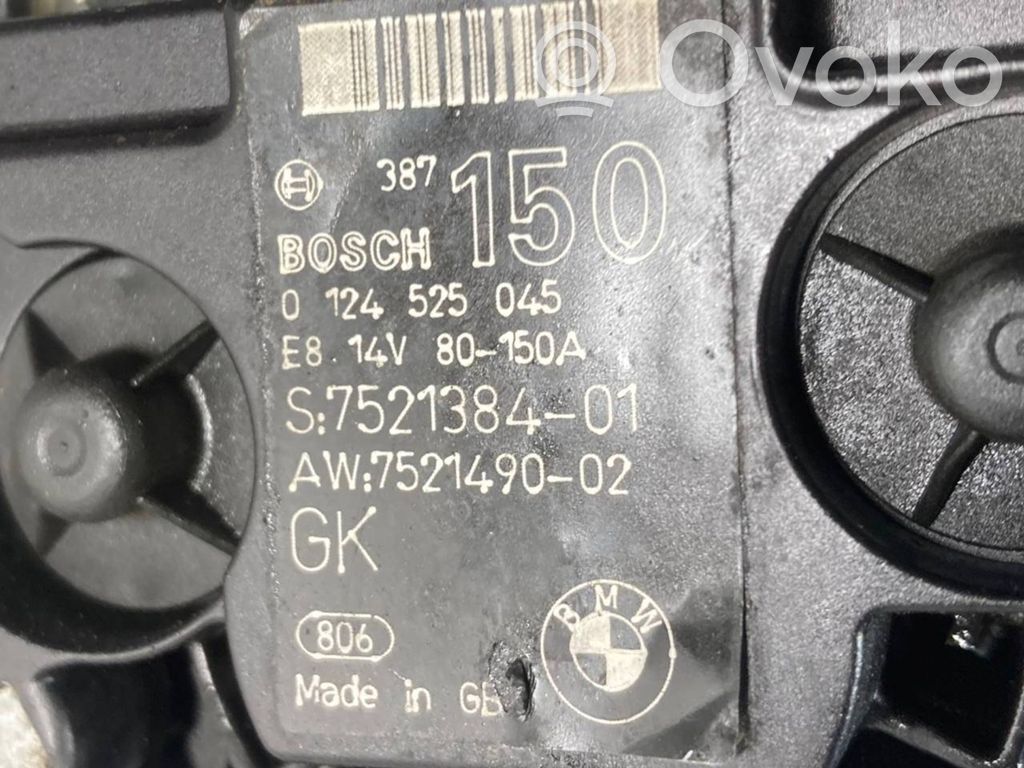 Ovoko
387
150
BOSCH
0 124 525 045
E8 14V 80-150A
S:7521384-01
AW:7521490-02
GK
806
BMW
Made in GB